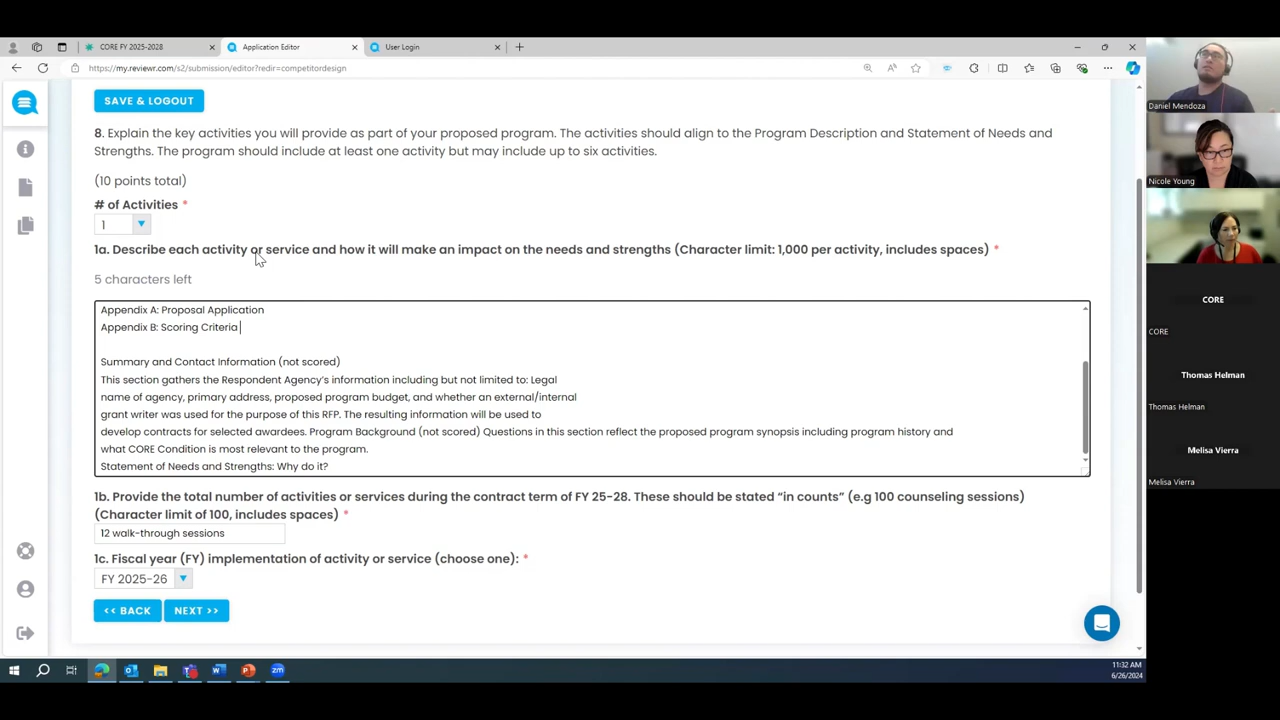 CORE FY 2025-2028
Application Editor
User Login
https://my.reviewr.com/s2/submission/editor?redir=competitordesign
SAVE & LOGOUT
8. Explain the key activities you will provide as part of your proposed program. The activities should align to the Program Description and Statement of Needs and
Strengths. The program should include at least one activity but may include up to six activities.
(10 points total)
# of Activities *
1
1a. Describe each activity or service and how it will make an impact on the needs and strengths (Character limit: 1,000 per activity, includes spaces) *
5 characters left
Appendix A: Proposal Application
Appendix B: Scoring Criteria
Summary and Contact Information (not scored)
This section gathers the Respondent Agency's information including but not limited to: Legal
name of agency, primary address, proposed program budget, and whether an external/internal
grant writer was used for the purpose of this RFP. The resulting information will be used to
develop contracts for selected awardees. Program Background (not scored) Questions in this section reflect the proposed program synopsis including program history and
what CORE Condition is most relevant to the program.
Statement of Needs and Strengths: Why do it?
1b. Provide the total number of activities or services during the contract term of FY 25-28. These should be stated “in counts” (e.g 100 counseling sessions)
(Character limit of 100, includes spaces) *
12 walk-through sessions
1c. Fiscal year (FY) implementation of activity or service (choose one): *
FY 2025-26
<< BACK
NEXT >>
11:32 AM
6/26/2024
Daniel Mendoza
Nicole Young
CORE
CORE
Thomas Helman
Thomas Helman
Melisa Vierra
Melisa Vierra